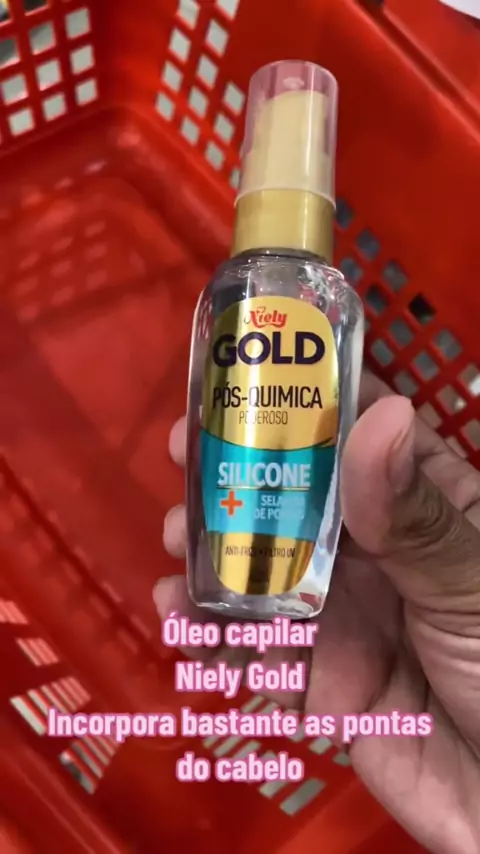 Niely
GOLD
PÓS-QUIMICA
PODEROSO
SILICONE
+
DE
ANTI-FRIZZ + FILTRO UV
Óleo capilar
Niely Gold
Incorpora bastante as pontas
do cabelo